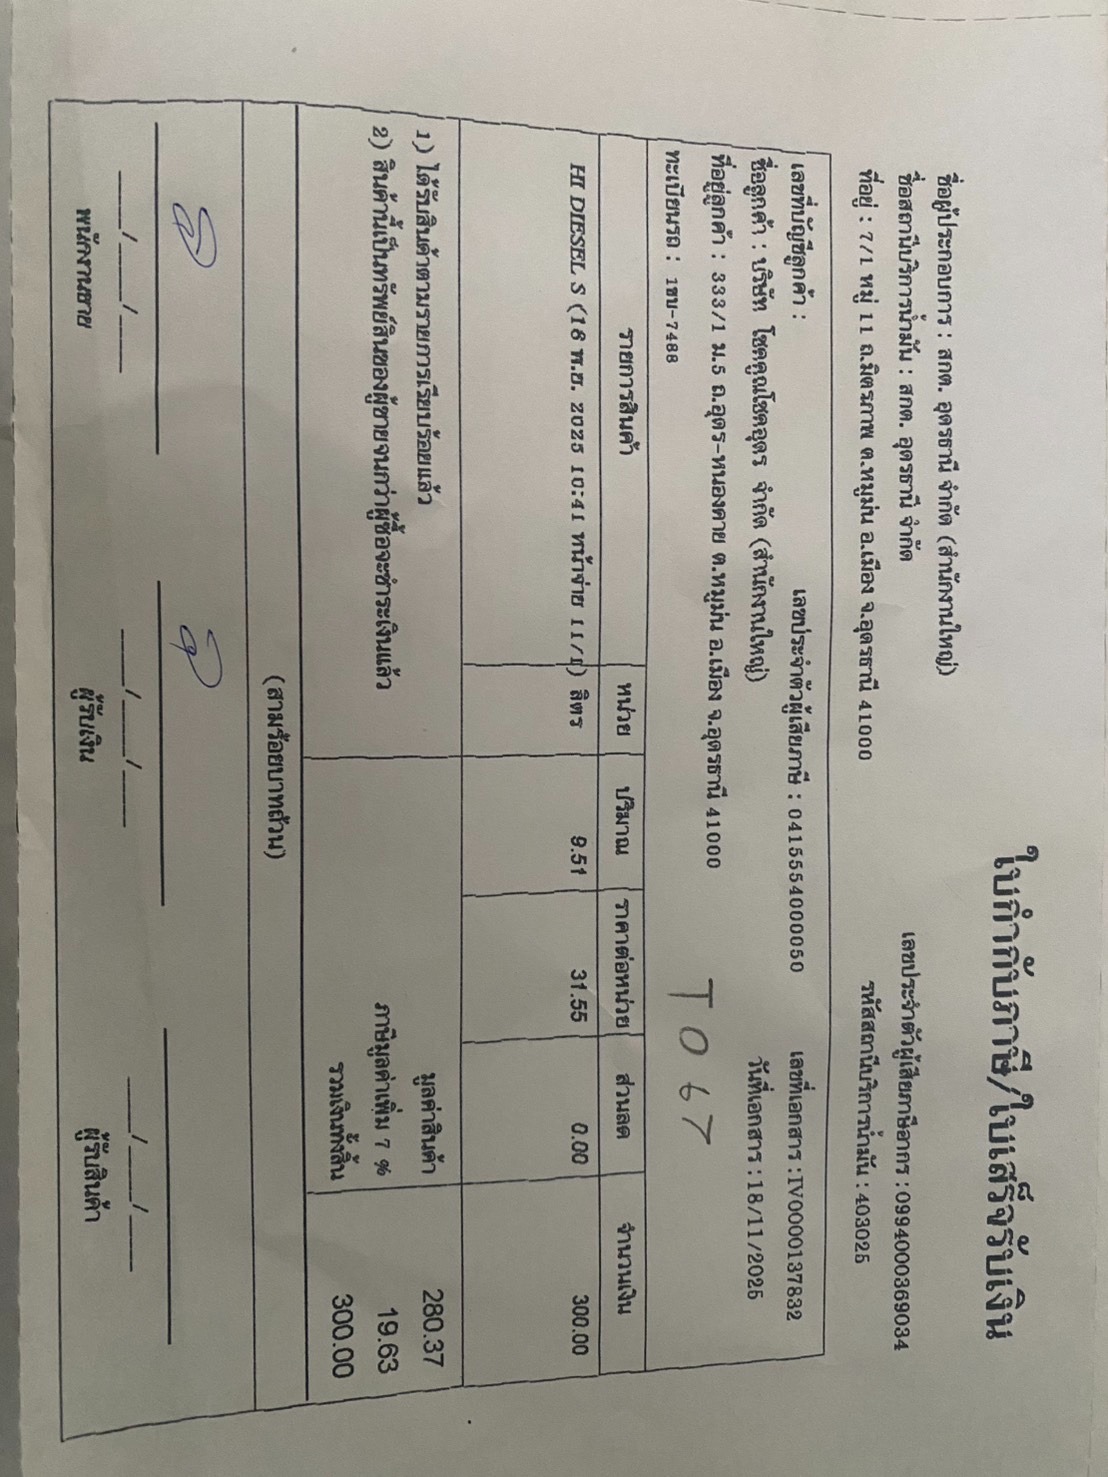 ใบกำกับภาษี/ใบเสร็จรับเงิน
ชื่อผู้ประกอบการ : สกต. อุดรธานี จำกัด (สำนักงานใหญ่) เลขประจำตัวผู้เสียภาษีอากร : 0994000369034
ชื่อสถานีบริการน้ำมัน : สกต. อุดรธานี จำกัด รหัสสถานีบริการน้ำมัน : 403025
ที่อยู่ : 7/1 หมู่ 11 ถ.มิตรภาพ ต.หมูม่น อ.เมือง จ.อุดรธานี 41000
เลขที่บัญชีลูกค้า : เลขประจำตัวผู้เสียภาษี : 0415554000050 เลขที่เอกสาร : IV0000137832
ชื่อลูกค้า : บริษัท โชคคูณโชคอุดร จำกัด (สำนักงานใหญ่) วันที่เอกสาร : 18/11/2025
ที่อยู่ลูกค้า : 333/1 ม.5 ถ.อุดร-หนองคาย ต.หมูม่น อ.เมือง จ.อุดรธานี 41000
ทะเบียนรถ : 1ฒบ-7488 T067
รายการสินค้า หน่วย ปริมาณ ราคาต่อหน่วย ส่วนลด จำนวนเงิน
HI DIESEL S (18 พ.ย. 2025 10:41 หน้าจ่าย 11/1) ลิตร 9.51 31.55 0.00 300.00
1) ได้รับสินค้าตามรายการเรียบร้อยแล้ว มูลค่าสินค้า 280.37
2) สินค้านี้เป็นทรัพย์สินของผู้ขายจนกว่าผู้ซื้อจะชำระเงินแล้ว ภาษีมูลค่าเพิ่ม 7 % 19.63
รวมเงินทั้งสิ้น 300.00
(สามร้อยบาทถ้วน)
___/___/___ ___/___/___ ___/___/___
พนักงานขาย ผู้รับเงิน ผู้รับสินค้า